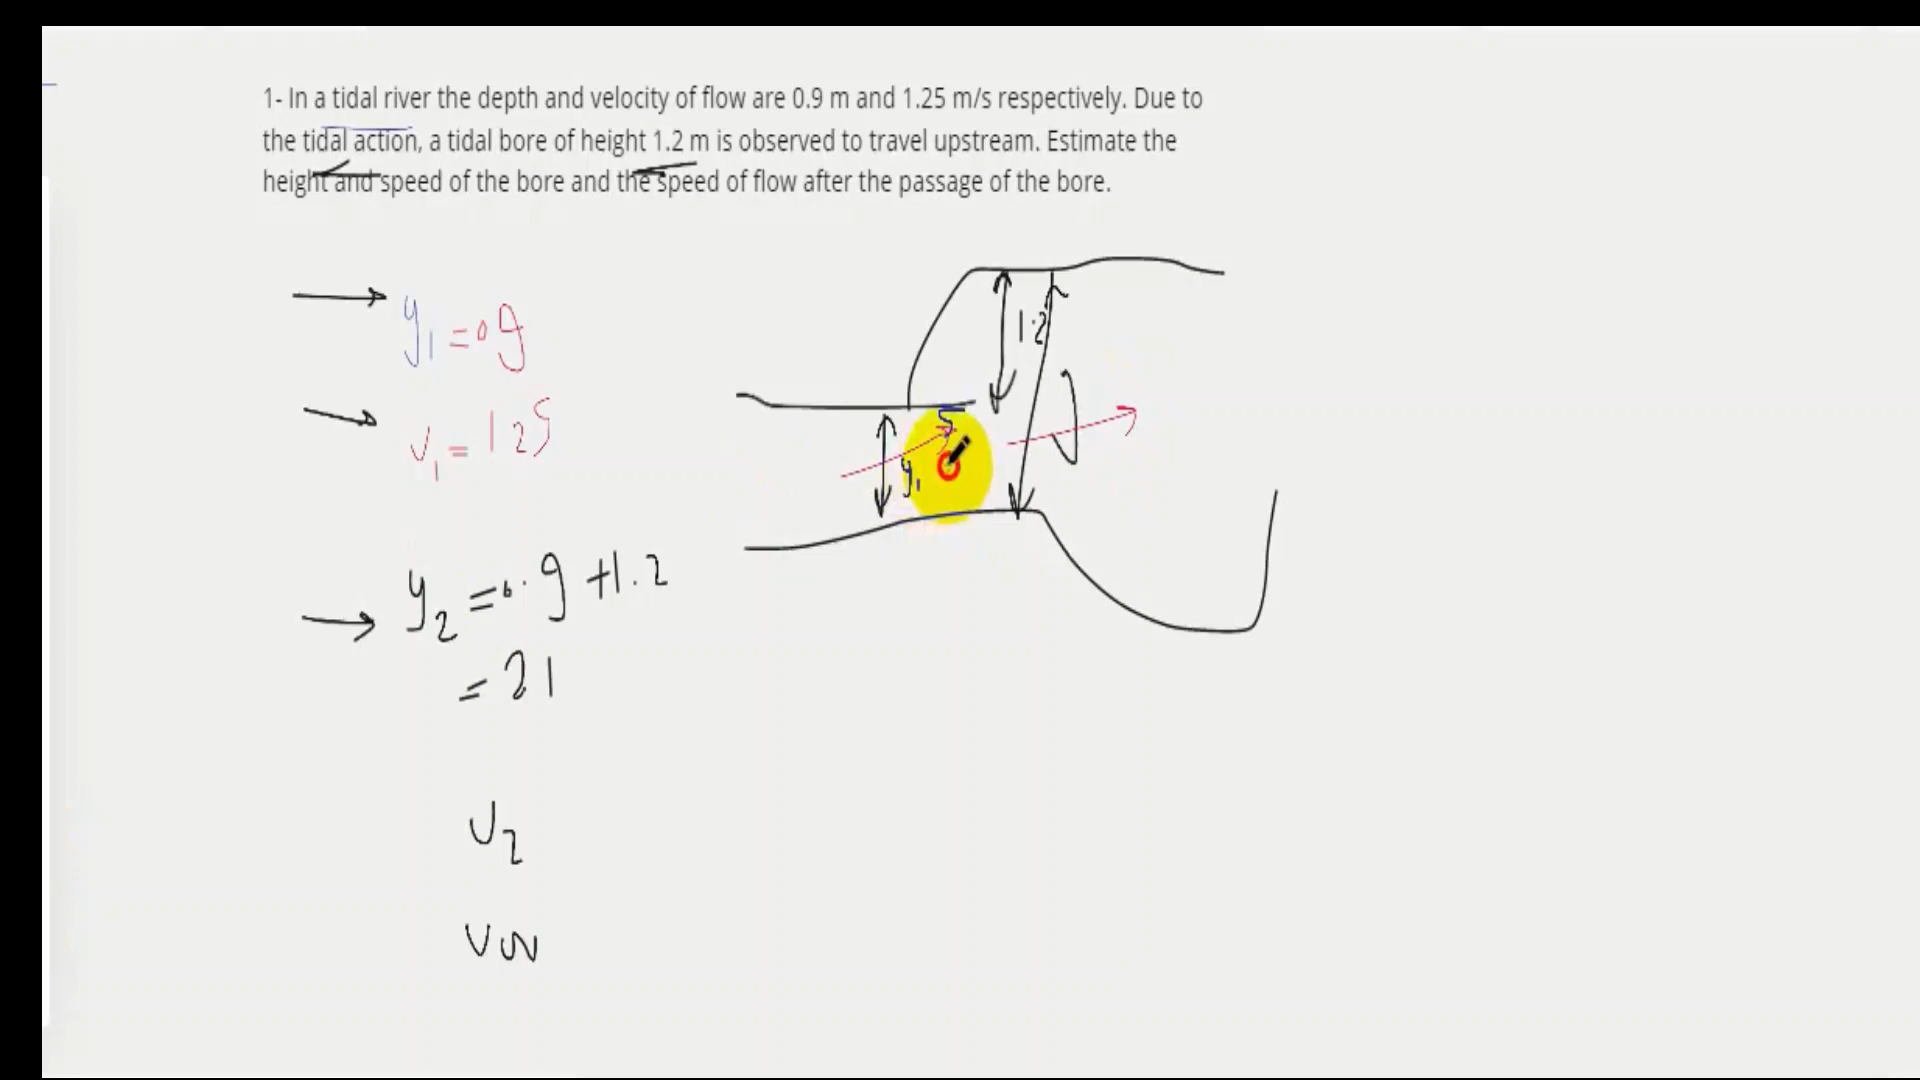 1- In a tidal river the depth and velocity of flow are 0.9 m and 1.25 m/s respectively. Due to
the tidal action, a tidal bore of height 1.2 m is observed to travel upstream. Estimate the
height and speed of the bore and the speed of flow after the passage of the bore.
y1 = 0.9
v1 = 1.25
1.2
y1
y2 = 0.9 + 1.2
= 2.1
v2
vw